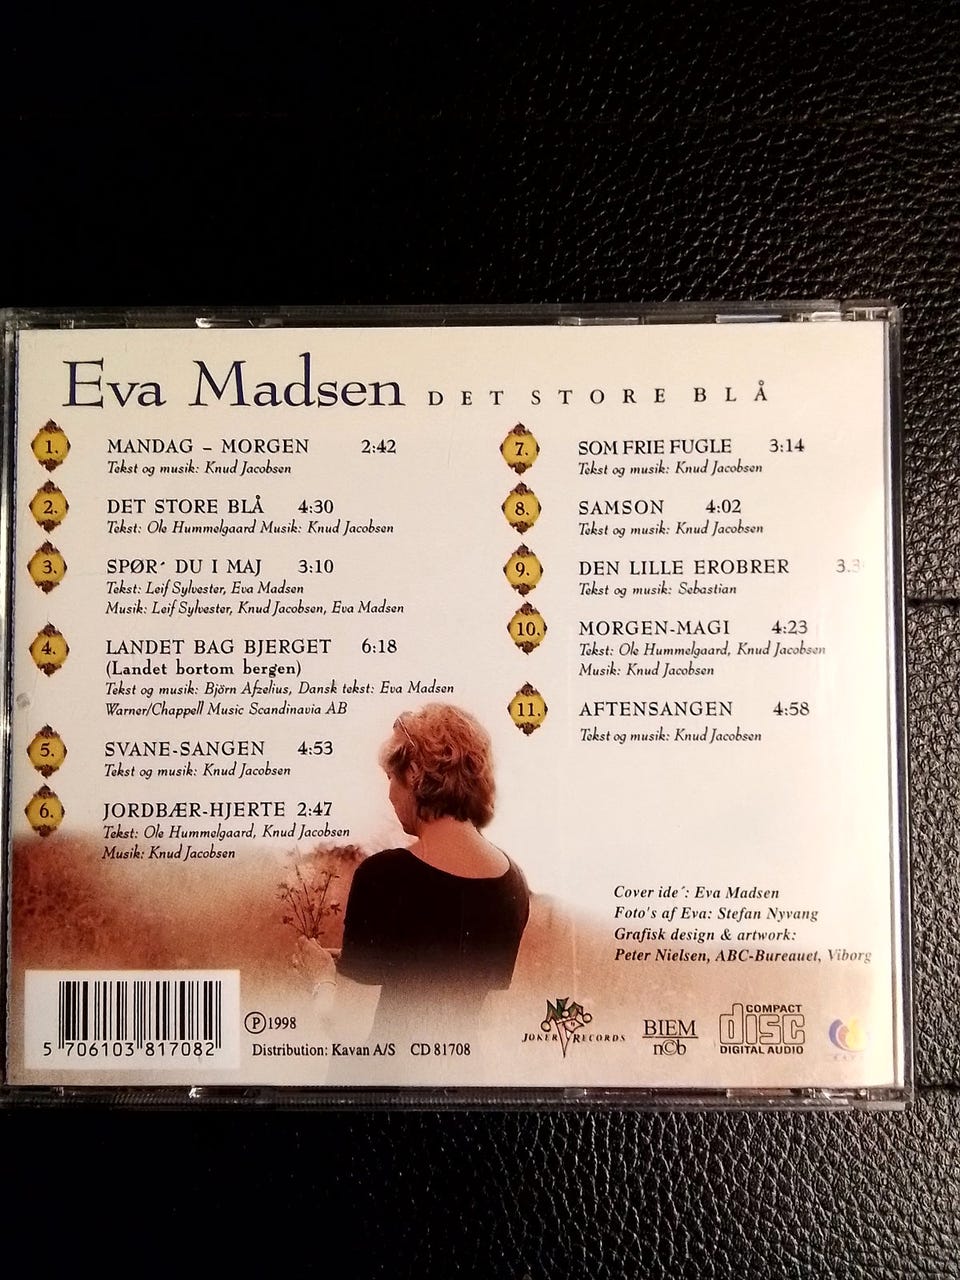 Eva Madsen DET STORE BLÅ
1. MANDAG – MORGEN 2:42
Tekst og musik: Knud Jacobsen
2. DET STORE BLÅ 4:30
Tekst: Ole Hummelgaard Musik: Knud Jacobsen
3. SPØR´ DU I MAJ 3:10
Tekst: Leif Sylvester, Eva Madsen
Musik: Leif Sylvester, Knud Jacobsen, Eva Madsen
4. LANDET BAG BJERGET 6:18
(Landet bortom bergen)
Tekst og musik: Björn Afzelius, Dansk tekst: Eva Madsen
Warner/Chappell Music Scandinavia AB
5. SVANE-SANGEN 4:53
Tekst og musik: Knud Jacobsen
6. JORDBÆR-HJERTE 2:47
Tekst: Ole Hummelgaard, Knud Jacobsen
Musik: Knud Jacobsen
7. SOM FRIE FUGLE 3:14
Tekst og musik: Knud Jacobsen
8. SAMSON 4:02
Tekst og musik: Knud Jacobsen
9. DEN LILLE EROBRER
Tekst og musik: Sebastian
10. MORGEN-MAGI 4:23
Tekst: Ole Hummelgaard, Knud Jacobsen
Musik: Knud Jacobsen
11. AFTENSANGEN 4:58
Tekst og musik: Knud Jacobsen
Cover ide´: Eva Madsen
Foto's af Eva: Stefan Nyvang
Grafisk design & artwork:
Peter Nielsen, ABC-Bureauet, Viborg
5 706103 817082
Ⓟ 1998
Distribution: Kavan A/S CD 81708
JOKER RECORDS
BIEM
n©b
COMPACT
disc
DIGITAL AUDIO